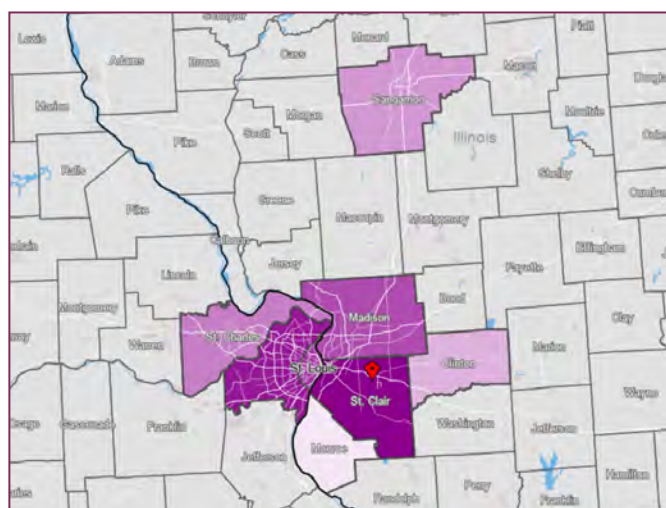 Lewis
Adams
Brown
Cass
Menard
Macon
Piatt
Marion
Pike
Scott
Morgan
Sangamon
Illinois
Moultrie
Ralls
Shelby
Pike
Greene
Macoupin
Montgomery
Calhoun
Effingham
Lincoln
Jersey
Bond
Fayette
Montgomery
Warren
Madison
Clay
St. Charles
St. Louis
Clinton
Marion
St. Clair
Wayne
Osage
Gasconade
Franklin
Jefferson
Monroe
Washington
Jefferson
Randolph
Perry
Franklin
Hamilton